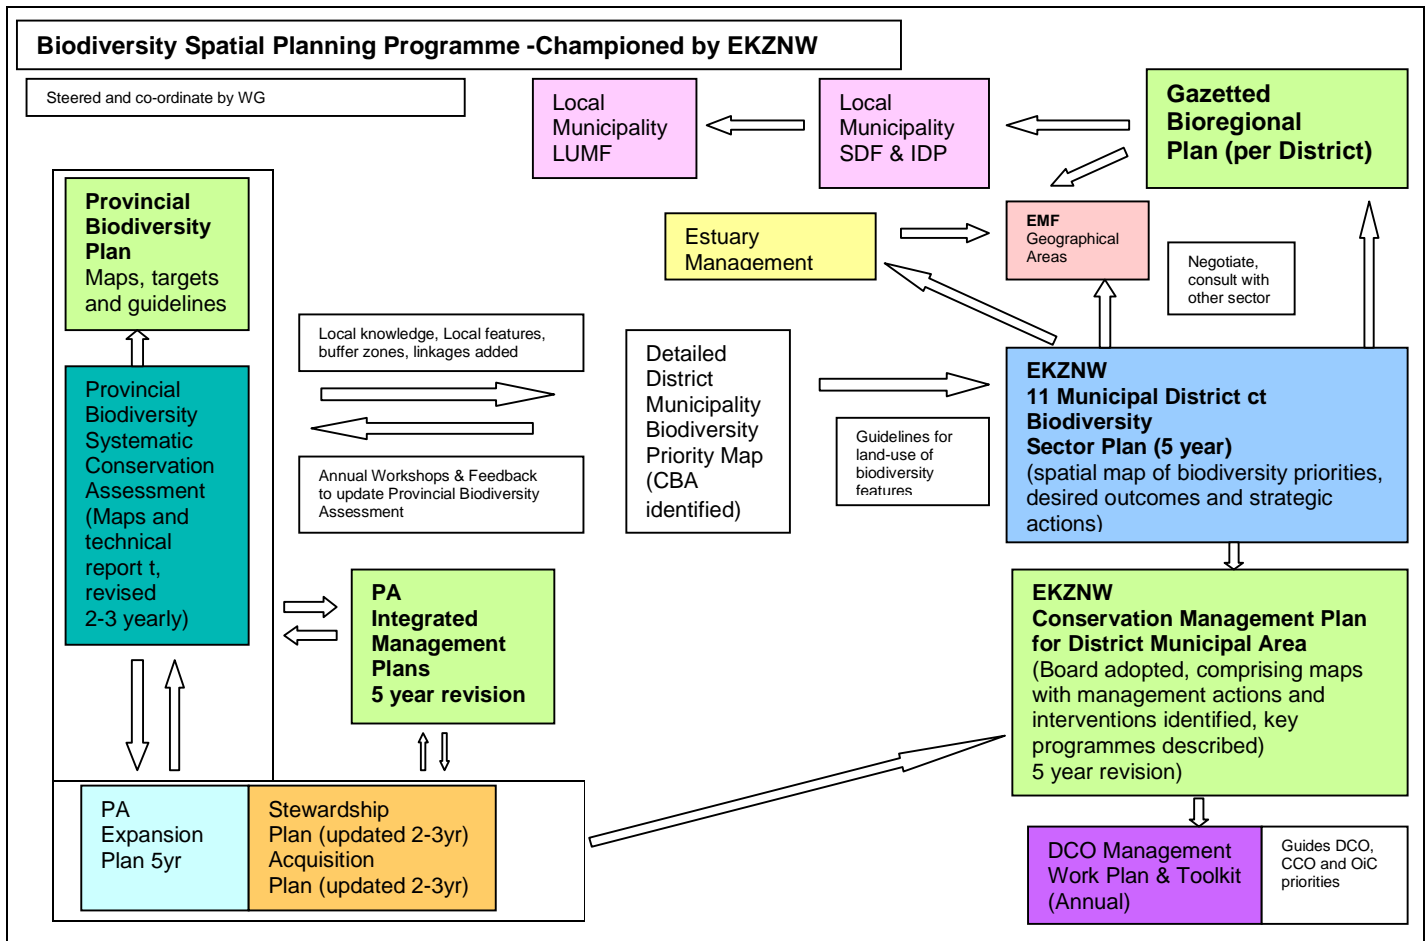 Biodiversity Spatial Planning Programme -Championed by EKZNW
Steered and co-ordinate by WG
Local
Municipality
LUMF
Local
Municipality
SDF & IDP
Gazetted
Bioregional
Plan (per District)
Provincial
Biodiversity
Plan
Maps, targets
and guidelines
Estuary
Management
EMF
Geographical
Areas
Negotiate,
consult with
other sector
Local knowledge, Local features,
buffer zones, linkages added
Detailed
District
Municipality
Biodiversity
Priority Map
(CBA
identified)
EKZNW
11 Municipal District ct
Biodiversity
Sector Plan (5 year)
(spatial map of biodiversity priorities,
desired outcomes and strategic
actions)
Provincial
Biodiversity
Systematic
Conservation
Assessment
(Maps and
technical
report t,
revised
2-3 yearly)
Guidelines for
land-use of
biodiversity
features
Annual Workshops & Feedback
to update Provincial Biodiversity
Assessment
PA
Integrated
Management
Plans
5 year revision
EKZNW
Conservation Management Plan
for District Municipal Area
(Board adopted, comprising maps
with management actions and
interventions identified, key
programmes described)
5 year revision)
PA
Expansion
Plan 5yr
Stewardship
Plan (updated 2-3yr)
Acquisition
Plan (updated 2-3yr)
DCO Management
Work Plan & Toolkit
(Annual)
Guides DCO,
CCO and OiC
priorities